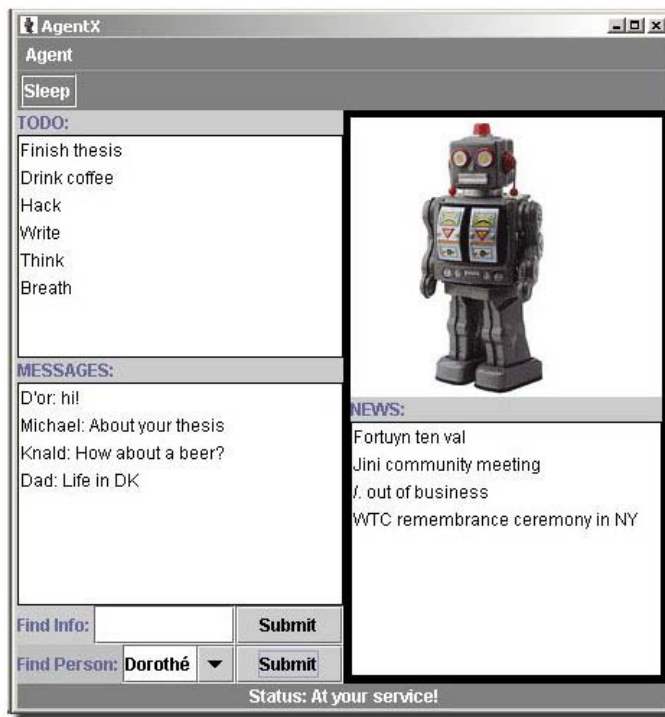 AgentX
Agent
Sleep
TODO:
Finish thesis
Drink coffee
Hack
Write
Think
Breath
MESSAGES:
D'or: hi!
Michael: About your thesis
Knald: How about a beer?
Dad: Life in DK
NEWS:
Fortuyn ten val
Jini community meeting
/. out of business
WTC remembrance ceremony in NY
Find Info: Submit
Find Person: Dorothé Submit
Status: At your service!